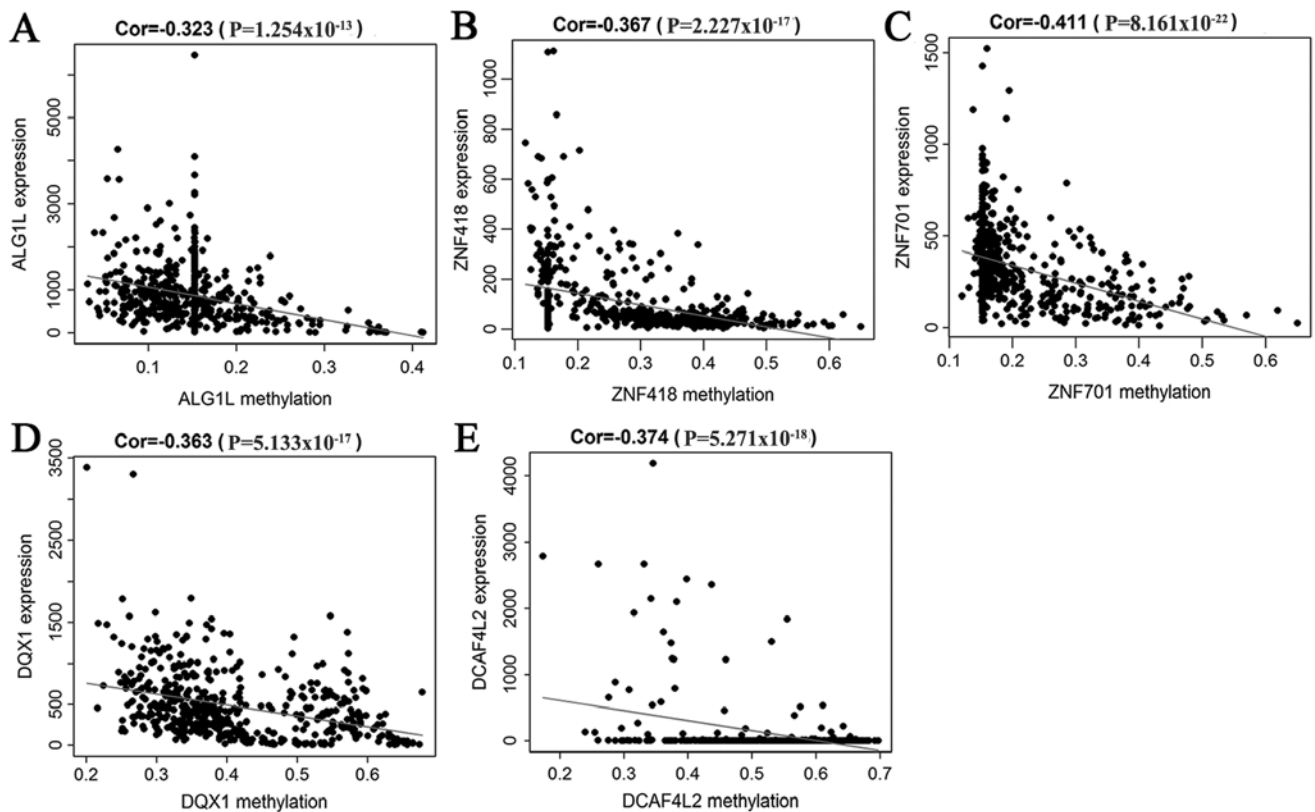 A
Cor=-0.323 ( P=1.254x10⁻¹³)
ALG1L expression
5000
3000
1000
0
0.1 0.2 0.3 0.4
ALG1L methylation
B
Cor=-0.367 (P=2.227x10⁻¹⁷)
ZNF418 expression
1000
800
600
400
200
0
0.1 0.2 0.3 0.4 0.5 0.6
ZNF418 methylation
C
Cor=-0.411 (P=8.161x10⁻²²)
ZNF701 expression
1500
1000
500
0
0.1 0.2 0.3 0.4 0.5 0.6
ZNF701 methylation
D
Cor=-0.363 ( P=5.133x10⁻¹⁷)
DQX1 expression
3500
2500
1500
500
0
0.2 0.3 0.4 0.5 0.6
DQX1 methylation
E
Cor=-0.374 (P=5.271x10⁻¹⁸)
DCAF4L2 expression
4000
3000
2000
1000
0
0.2 0.3 0.4 0.5 0.6 0.7
DCAF4L2 methylation